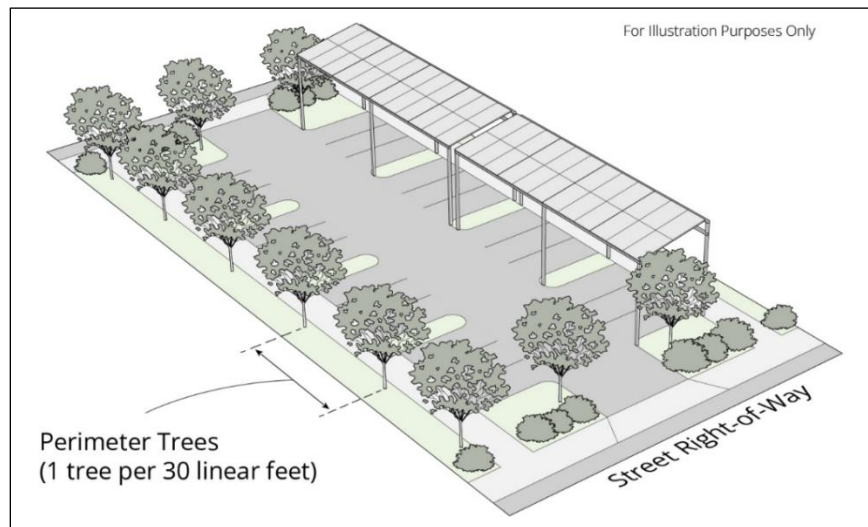 For Illustration Purposes Only
Perimeter Trees
(1 tree per 30 linear feet)
Street Right-of-Way